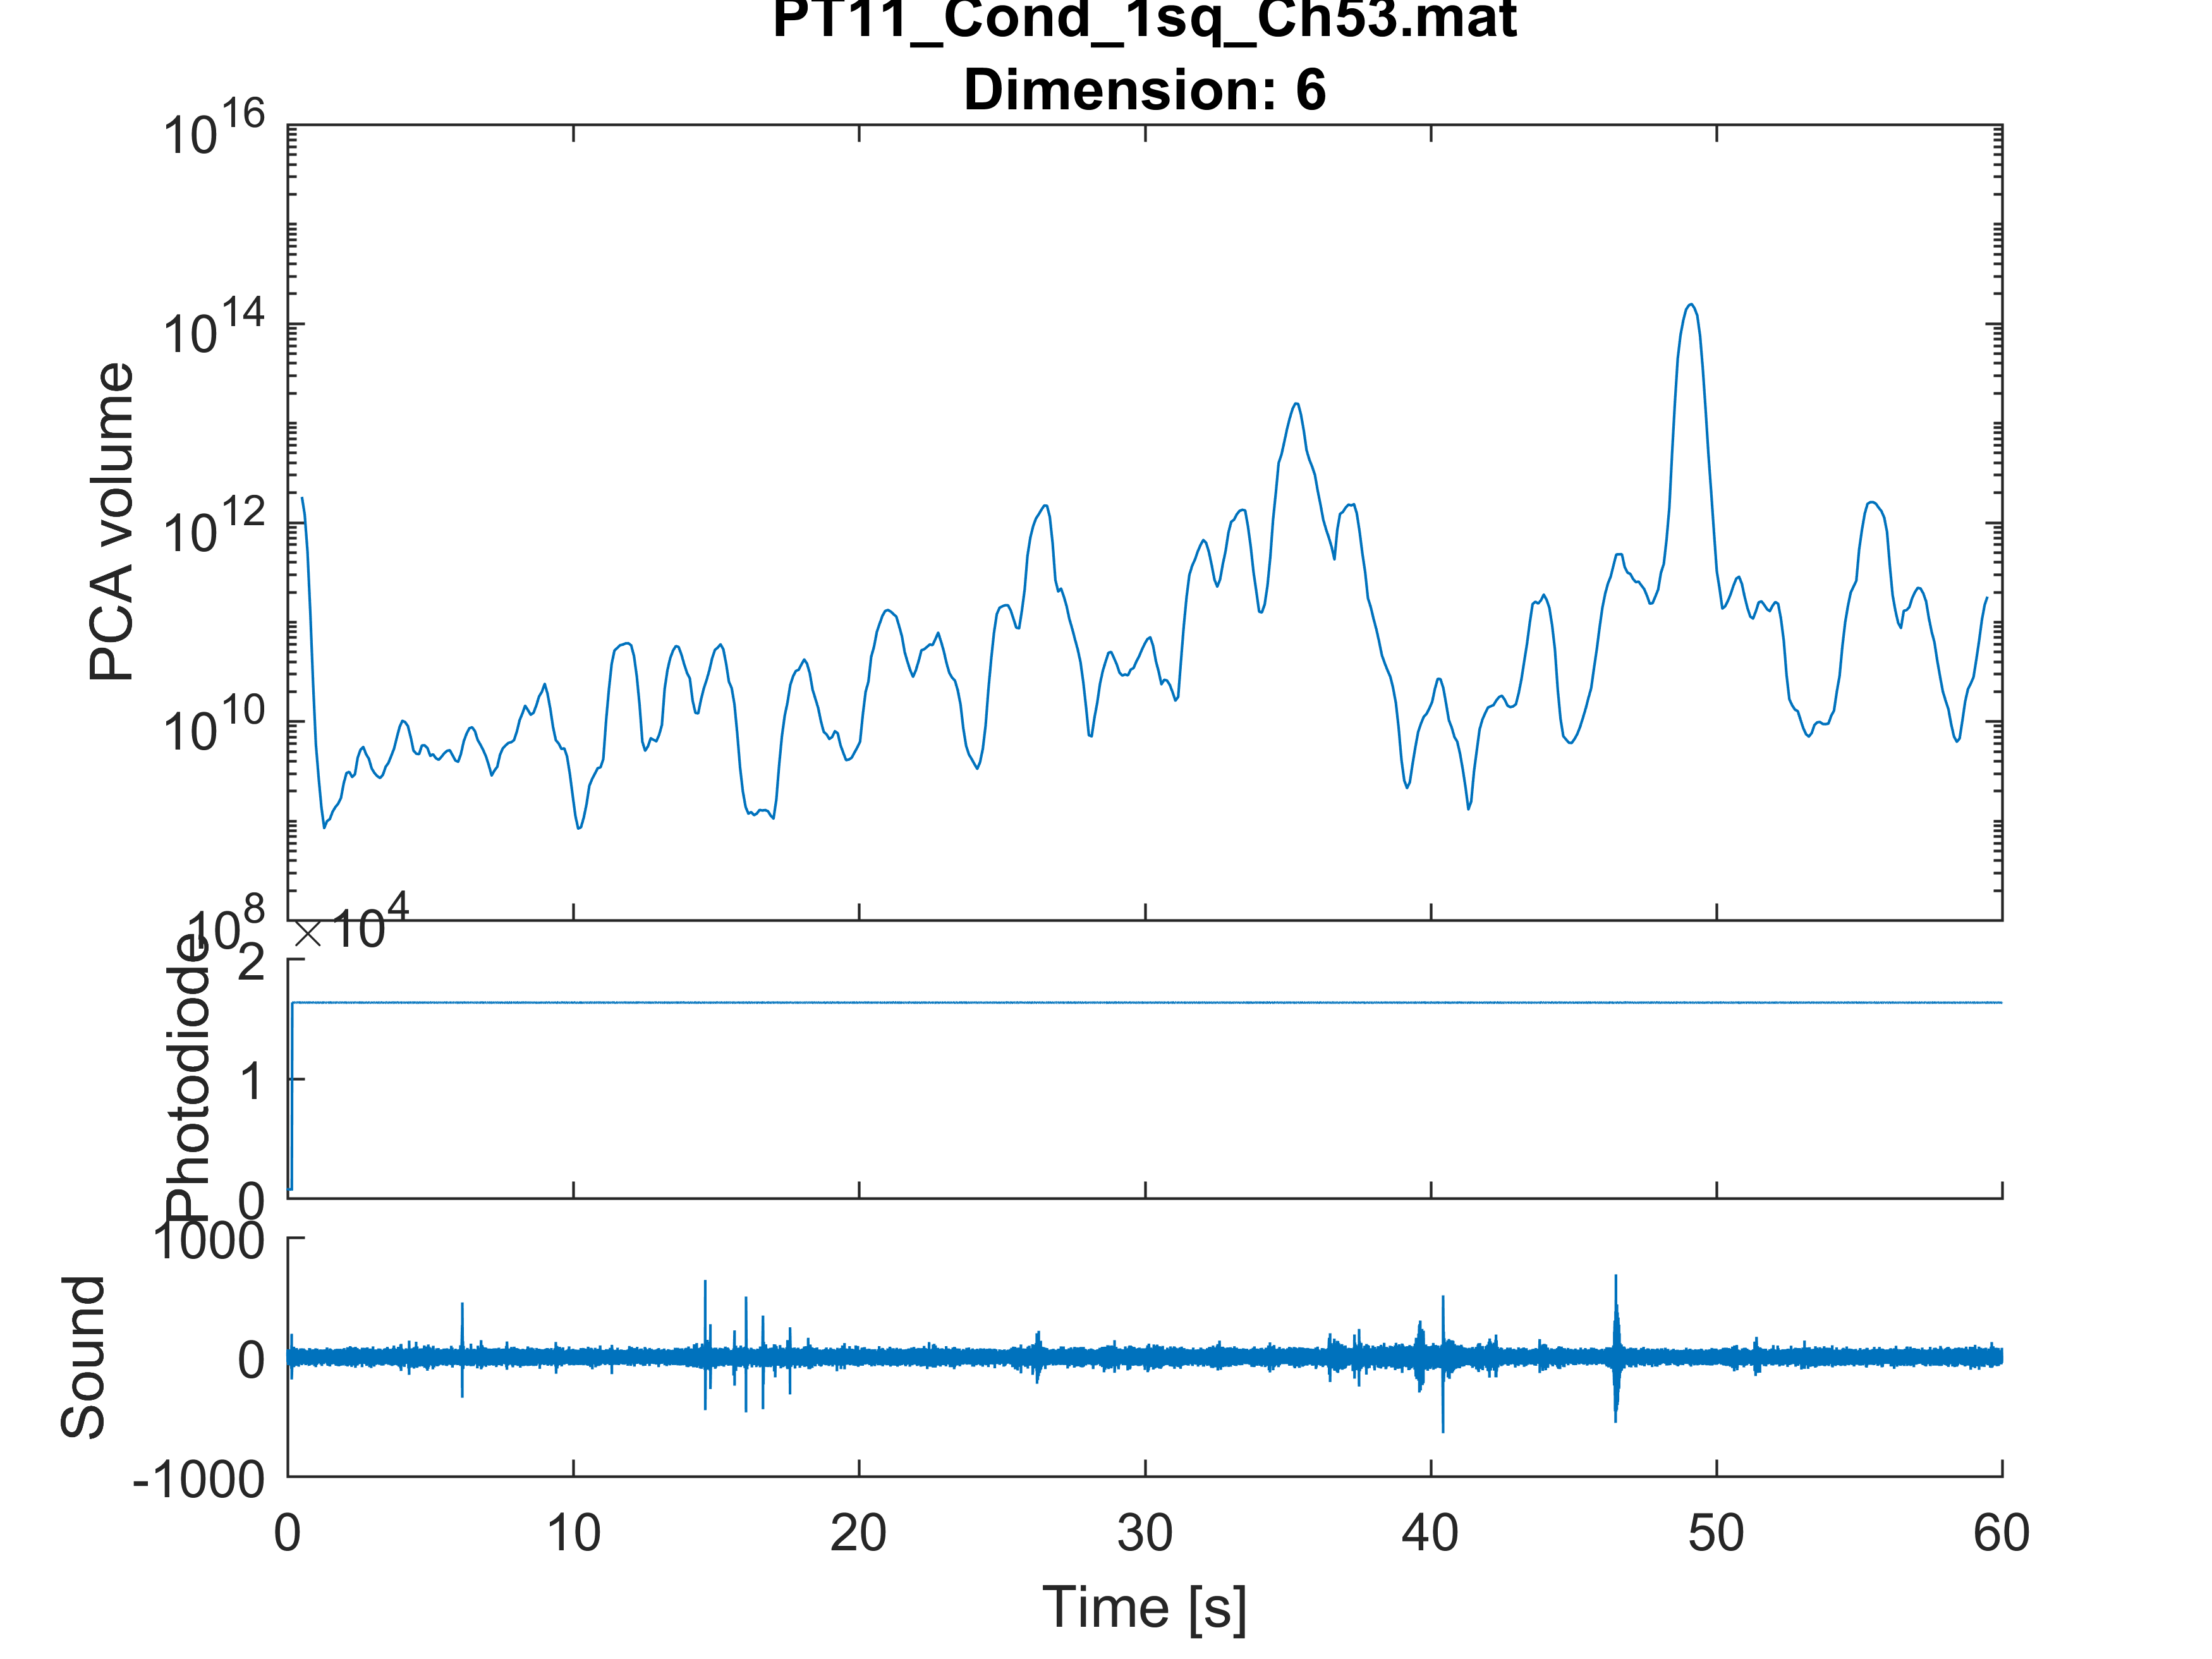 PT11_Cond_1sq_Ch53.mat
Dimension: 6
10^16
10^14
10^12
10^10
10^8
PCA volume
× 10^4
2
1
0
Photodiode
1000
0
-1000
Sound
0 10 20 30 40 50 60
Time [s]